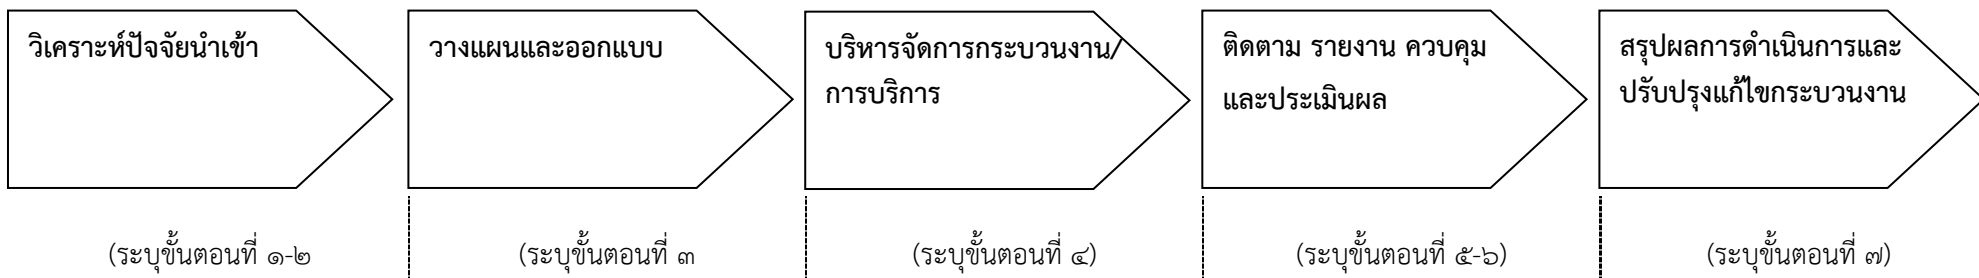 วิเคราะห์ปัจจัยนำเข้า
วางแผนและออกแบบ
บริหารจัดการกระบวนงาน/
การบริการ
ติดตาม รายงาน ควบคุม
และประเมินผล
สรุปผลการดำเนินการและ
ปรับปรุงแก้ไขกระบวนงาน
(ระบุขั้นตอนที่ ๑-๒
(ระบุขั้นตอนที่ ๓
(ระบุขั้นตอนที่ ๔)
(ระบุขั้นตอนที่ ๕-๖)
(ระบุขั้นตอนที่ ๗)